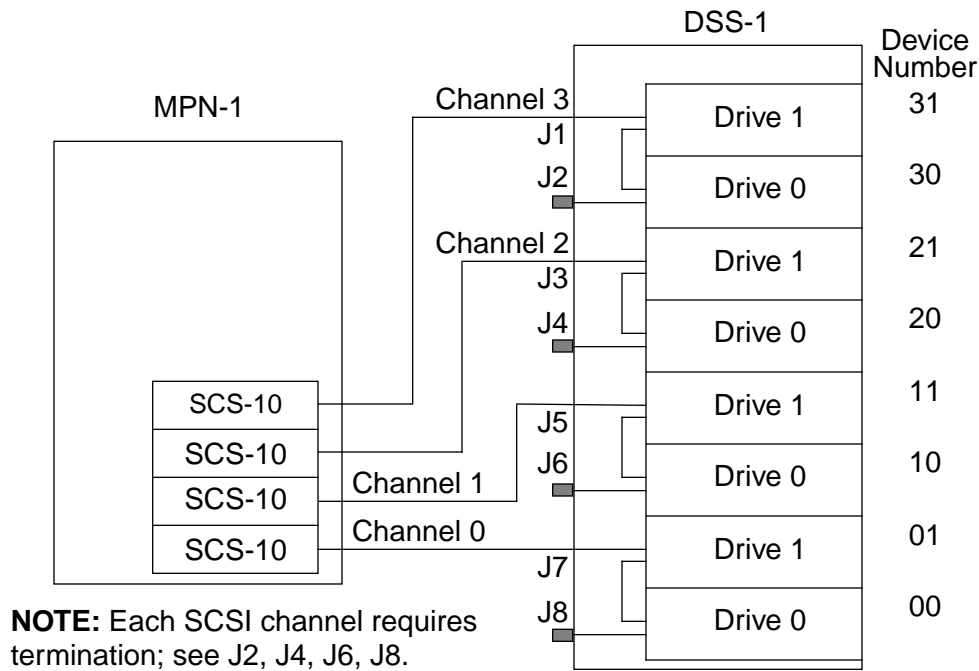 DSS-1
Device
Number
MPN-1
Channel 3
Drive 1
31
J1
J2
Drive 0
30
Channel 2
Drive 1
21
J3
J4
Drive 0
20
SCS-10
Drive 1
11
J5
SCS-10
J6
Drive 0
10
SCS-10
Channel 1
SCS-10
Channel 0
Drive 1
01
J7
J8
Drive 0
00
NOTE: Each SCSI channel requires
termination; see J2, J4, J6, J8.